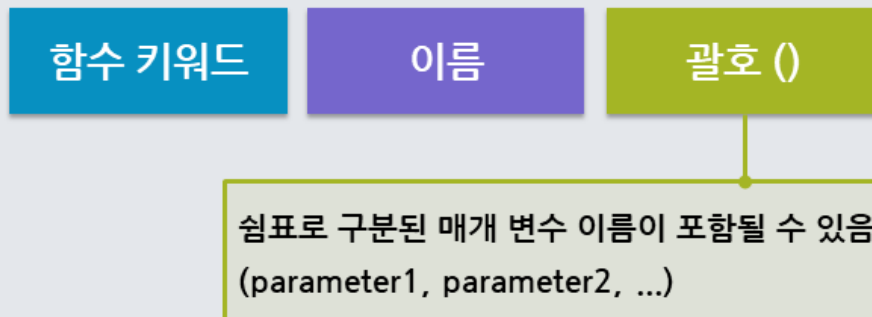 함수 키워드
이름
괄호 ()
쉼표로 구분된 매개 변수 이름이 포함될 수 있음
(parameter1, parameter2, ...)